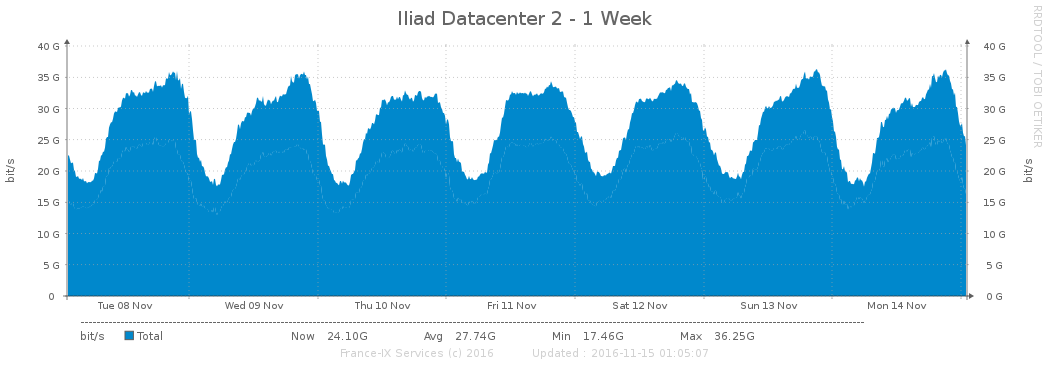 Iliad Datacenter 2 - 1 Week
RRDTOOL / TOBI OETIKER
40 G 40 G
35 G 35 G
30 G 30 G
25 G 25 G
20 G 20 G
15 G 15 G
10 G 10 G
5 G 5 G
0 0 G
bit/s
bit/s
Tue 08 Nov Wed 09 Nov Thu 10 Nov Fri 11 Nov Sat 12 Nov Sun 13 Nov Mon 14 Nov
bit/s Total Now 24.10G Avg 27.74G Min 17.46G Max 36.25G
France-IX Services (c) 2016 Updated : 2016-11-15 01:05:07